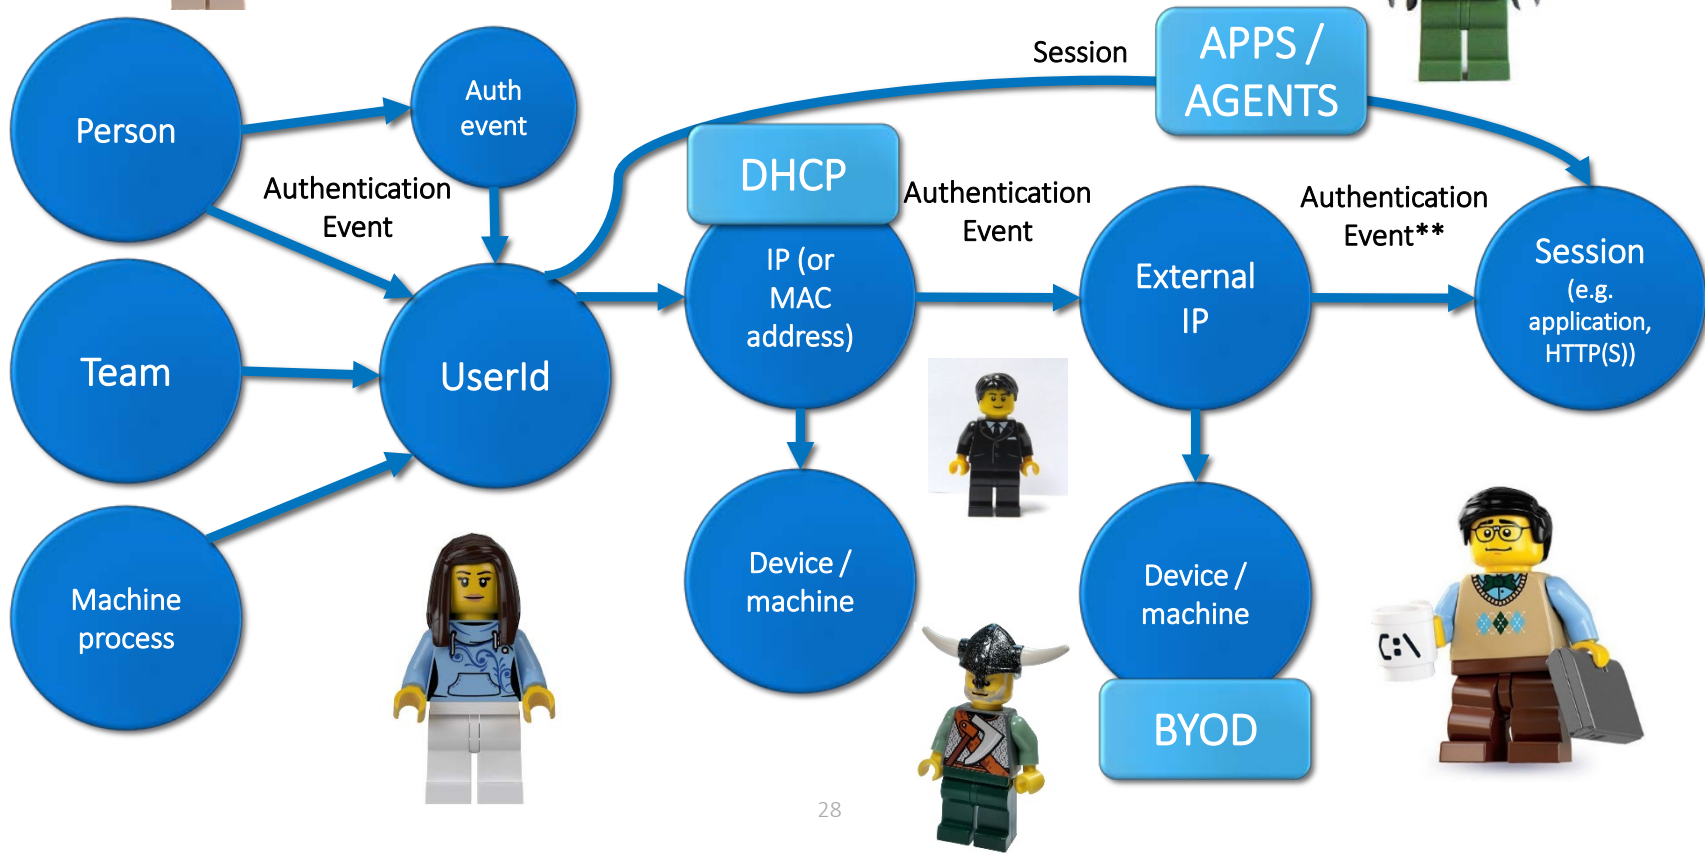 Person
Auth
event
Authentication
Event
Team
UserId
Machine
process
DHCP
IP (or
MAC
address)
Device /
machine
Authentication
Event
External
IP
Device /
machine
BYOD
Session
APPS /
AGENTS
Authentication
Event**
Session
(e.g.
application,
HTTP(S))
C:\
28